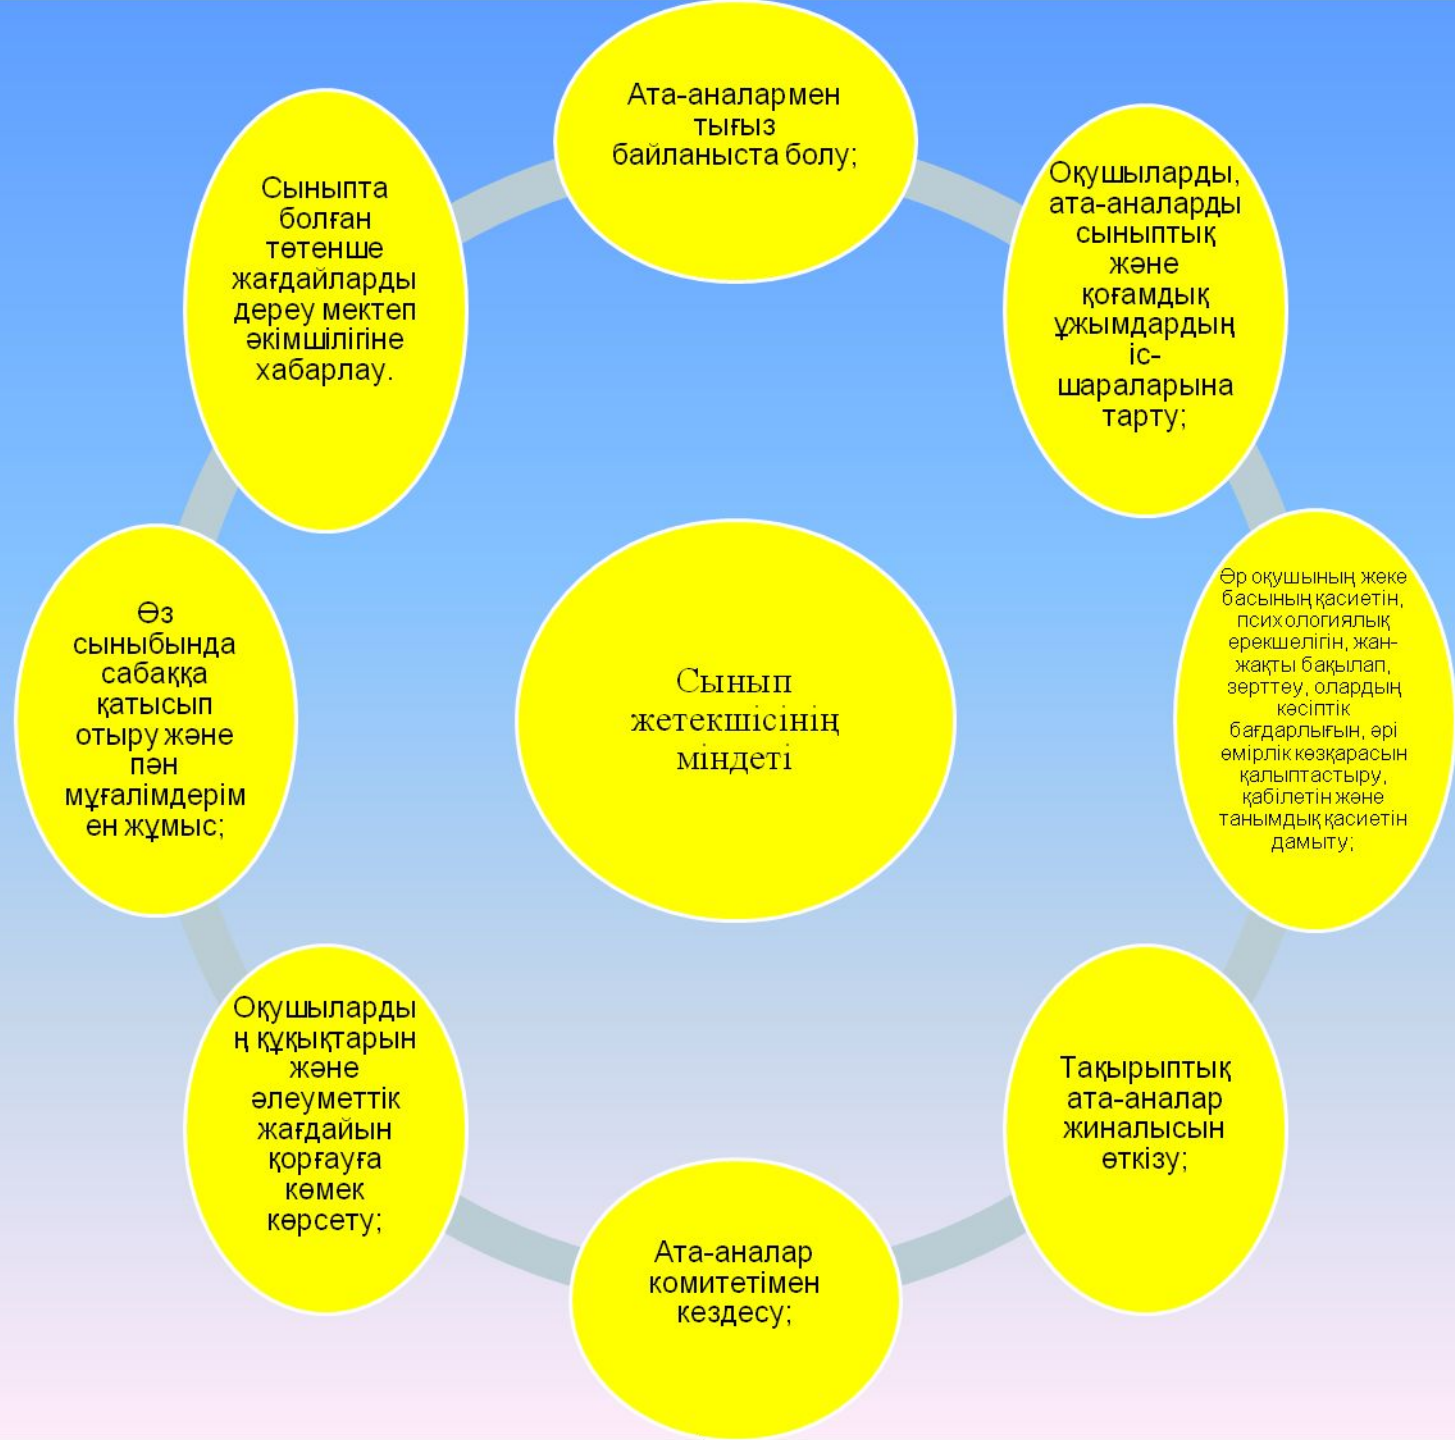 Ата-аналармен
тығыз
байланыста болу;
Оқушыларды,
ата-аналарды
сыныптық
және
қоғамдық
ұжымдардың
іс-
шараларына
тарту;
Әр оқушының жеке
басының қасиетін,
психологиялық
ерекшелігін, жан-
жақты бақылап,
зерттеу, олардың
кәсіптік
бағдарлығын, әрі
өмірлік көзқарасын
қалыптастыру,
қабілетін және
танымдық қасиетін
дамыту;
Тақырыптық
ата-аналар
жиналысын
өткізу;
Ата-аналар
комитетімен
кездесу;
Оқушыларды
ң құқықтарын
және
әлеуметтік
жағдайын
қорғауға
көмек
көрсету;
Өз
сыныбында
сабаққа
қатысып
отыру және
пән
мұғалімдерім
ен жұмыс;
Сыныпта
болған
төтенше
жағдайларды
дереу мектеп
әкімшілігіне
хабарлау.
Сынып
жетекшісінің
міндеті